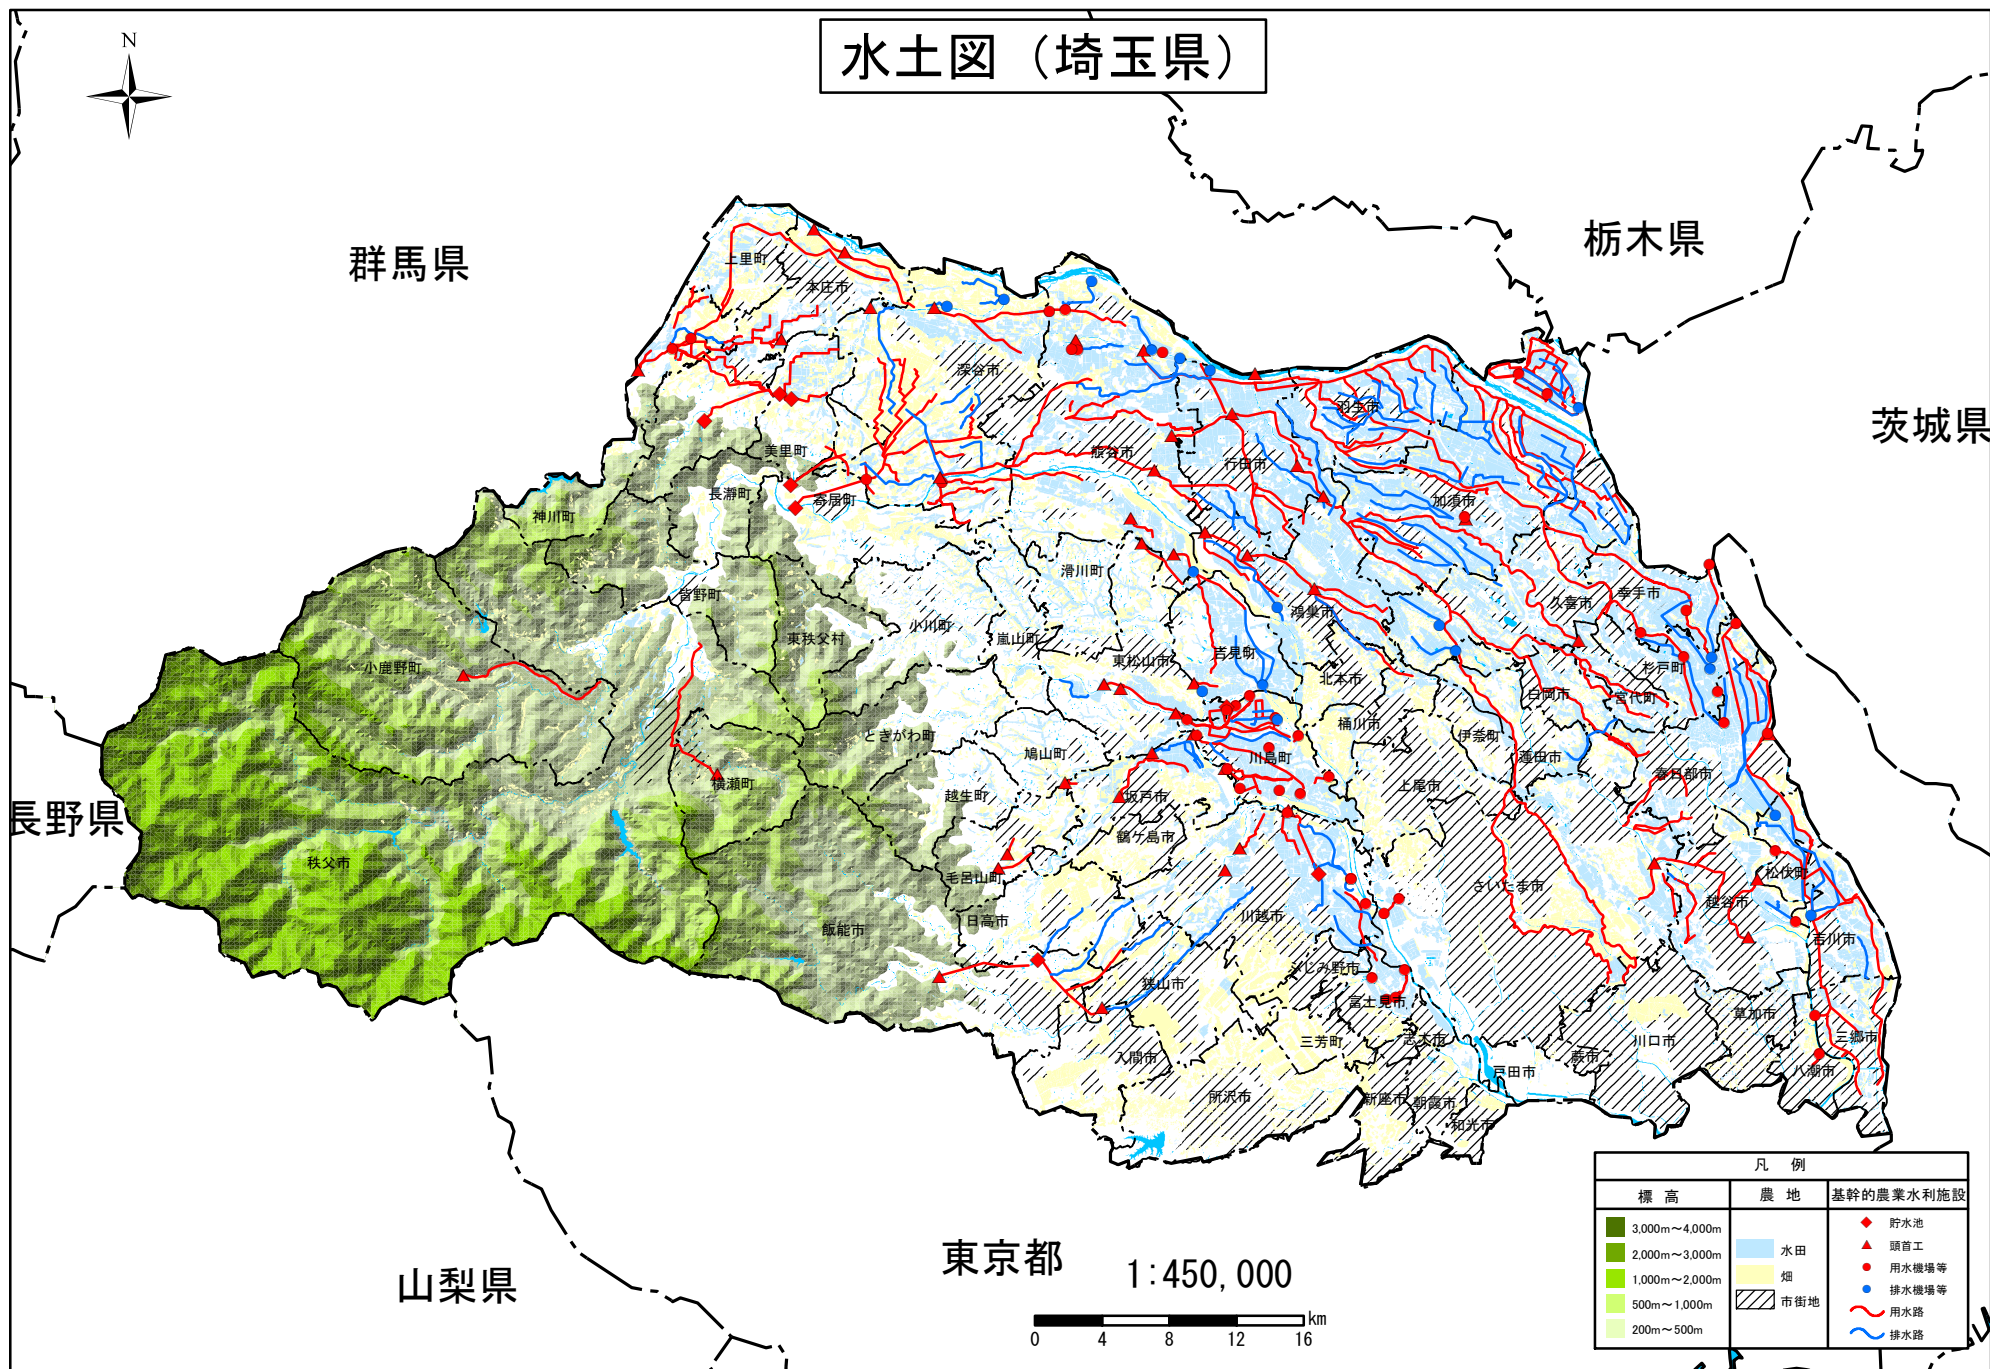 水土図（埼玉県）
N
群馬県
栃木県
茨城県
長野県
山梨県
東京都
上里町
本庄市
深谷市
羽生市
美里町
熊谷市
行田市
加須市
長瀞町
寄居町
神川町
滑川町
皆野町
久喜市
幸手市
鴻巣市
東秩父村
小川町
嵐山町
小鹿野町
東松山市
吉見町
杉戸町
北本市
白岡市
宮代町
ときがわ町
桶川市
伊奈町
鳩山町
川島町
蓮田市
春日部市
横瀬町
上尾市
越生町
坂戸市
鶴ケ島市
秩父市
毛呂山町
さいたま市
松伏町
越谷市
日高市
川越市
飯能市
吉川市
ふじみ野市
狭山市
富士見市
草加市
三郷市
三芳町
志木市
川口市
入間市
蕨市
戸田市
八潮市
所沢市
新座市
朝霞市
和光市
1:450,000
km
0 4 8 12 16
凡 例
標 高
農 地
基幹的農業水利施設
3,000m～4,000m
2,000m～3,000m
1,000m～2,000m
500m～1,000m
200m～500m
水田
畑
市街地
貯水池
頭首工
用水機場等
排水機場等
用水路
排水路